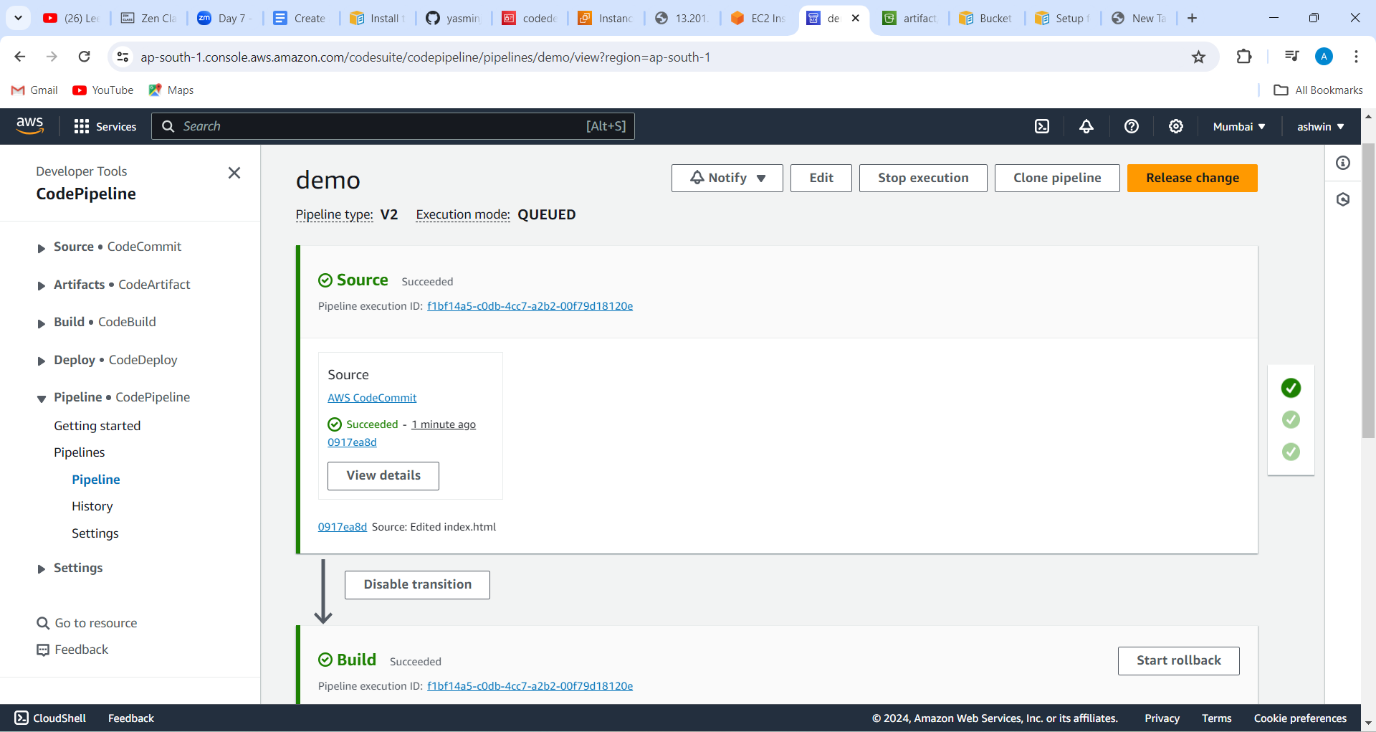 (26) Le
Zen Cla
Day 7 -
Create
Install t
yasmin
codede
Instanc
13.201.
EC2 Ins
de
artifact
Bucket
Setup f
New Ta
ap-south-1.console.aws.amazon.com/codesuite/codepipeline/pipelines/demo/view?region=ap-south-1
A
Gmail
YouTube
Maps
All Bookmarks
aws
Services
Search
[Alt+S]
Mumbai
ashwin
Developer Tools
CodePipeline
Source • CodeCommit
Artifacts • CodeArtifact
Build • CodeBuild
Deploy • CodeDeploy
Pipeline • CodePipeline
Getting started
Pipelines
Pipeline
History
Settings
Settings
Go to resource
Feedback
demo
Notify
Edit
Stop execution
Clone pipeline
Release change
Pipeline type: V2 Execution mode: QUEUED
Source Succeeded
Pipeline execution ID: f1bf14a5-c0db-4cc7-a2b2-00f79d18120e
Source
AWS CodeCommit
Succeeded - 1 minute ago
0917ea8d
View details
0917ea8d Source: Edited index.html
Disable transition
Build Succeeded
Start rollback
Pipeline execution ID: f1bf14a5-c0db-4cc7-a2b2-00f79d18120e
CloudShell
Feedback
© 2024, Amazon Web Services, Inc. or its affiliates.
Privacy
Terms
Cookie preferences